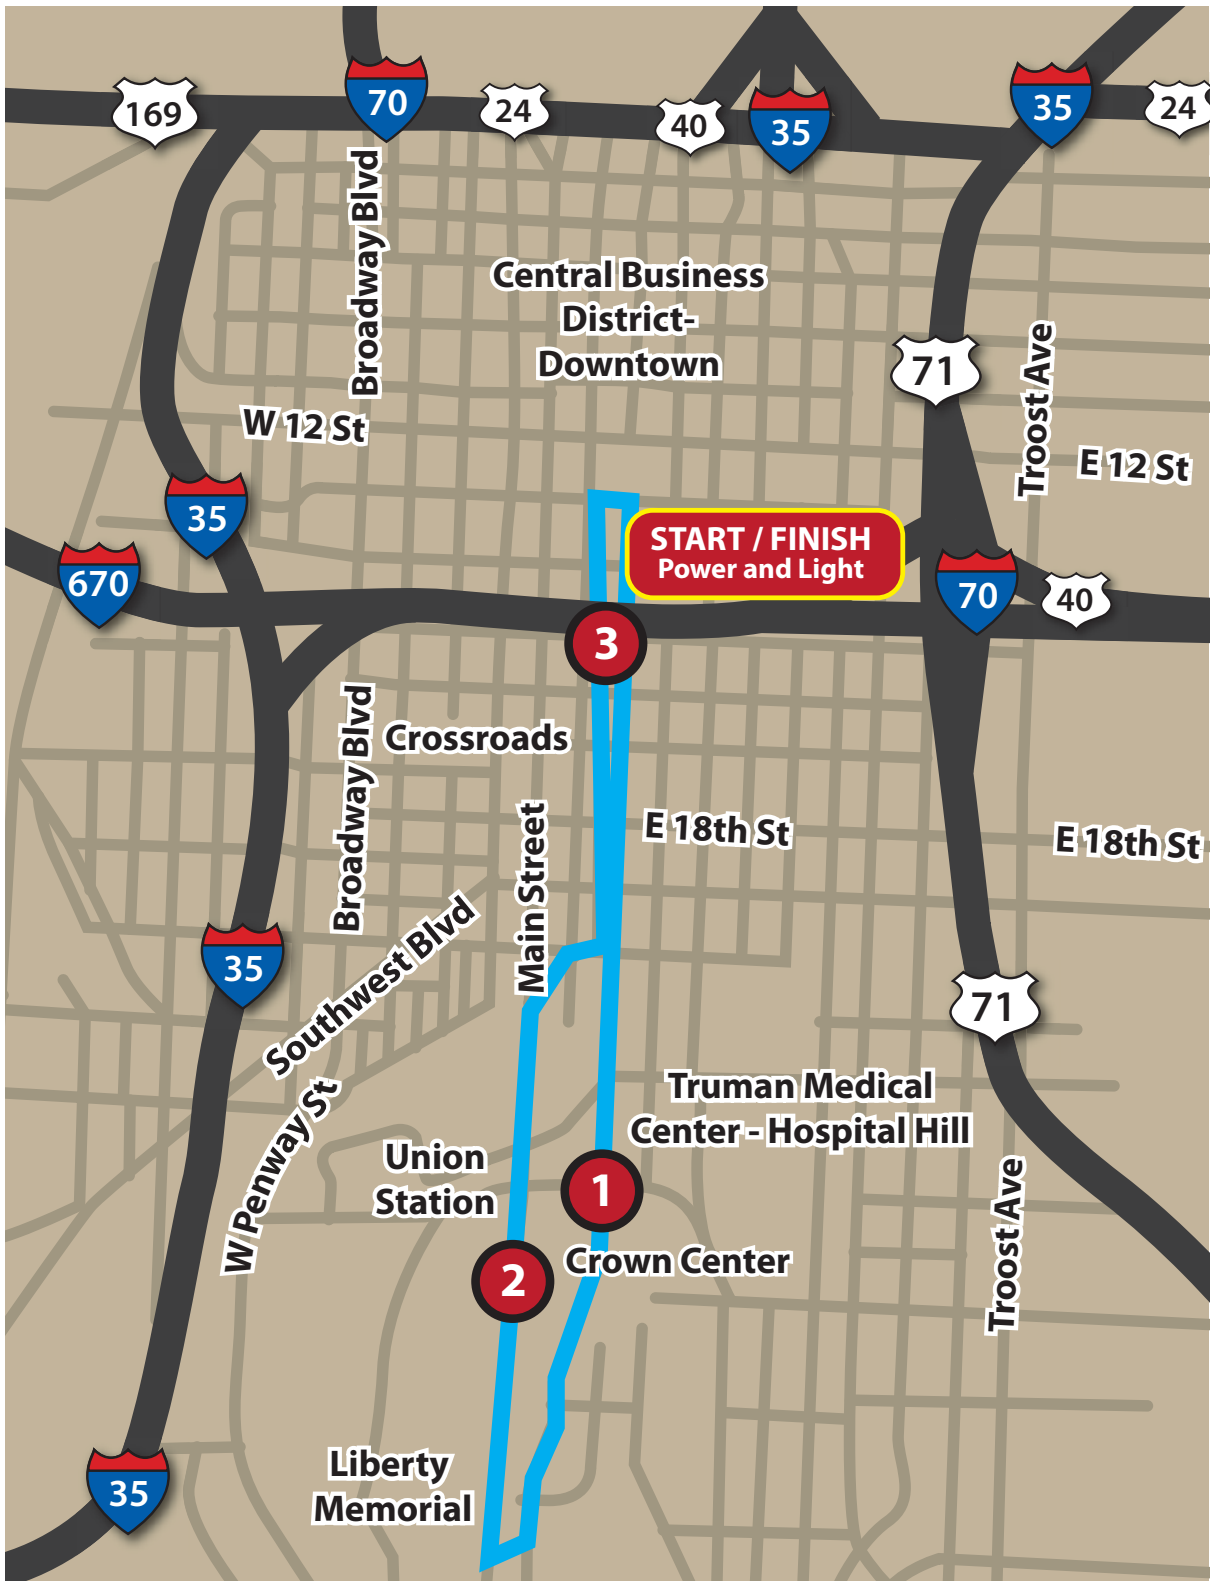 169
70
24
40
35
35
24
Broadway Blvd
Central Business
District-
Downtown
71
Troost Ave
W 12 St
E 12 St
35
START / FINISH
Power and Light
670
70
40
3
Broadway Blvd
Crossroads
Main Street
E 18th St
E 18th St
Southwest Blvd
35
71
W Penway St
Truman Medical
Center - Hospital Hill
Union
Station
1
Troost Ave
2
Crown Center
Liberty
Memorial
35